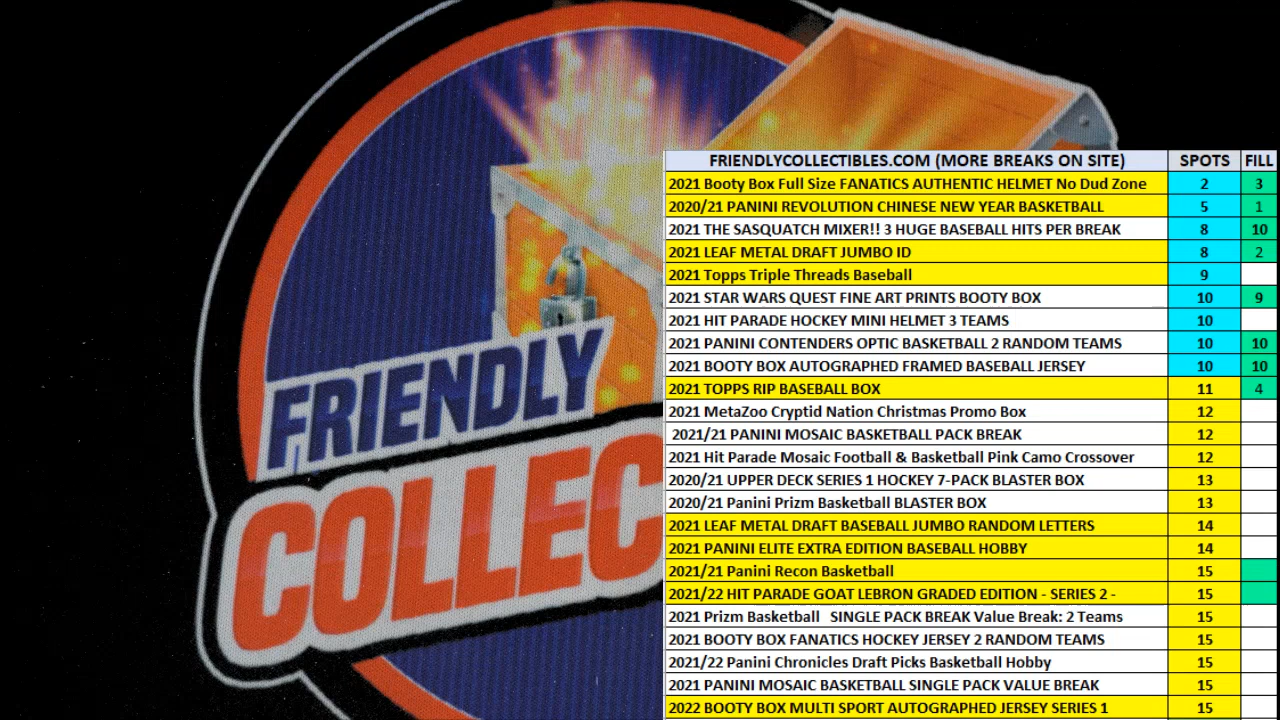 FRIENDLY
COLLEC
FRIENDLYCOLLECTIBLES.COM (MORE BREAKS ON SITE) SPOTS FILL
2021 Booty Box Full Size FANATICS AUTHENTIC HELMET No Dud Zone 2 3
2020/21 PANINI REVOLUTION CHINESE NEW YEAR BASKETBALL 5 1
2021 THE SASQUATCH MIXER!! 3 HUGE BASEBALL HITS PER BREAK 8 10
2021 LEAF METAL DRAFT JUMBO ID 8 2
2021 Topps Triple Threads Baseball 9
2021 STAR WARS QUEST FINE ART PRINTS BOOTY BOX 10 9
2021 HIT PARADE HOCKEY MINI HELMET 3 TEAMS 10
2021 PANINI CONTENDERS OPTIC BASKETBALL 2 RANDOM TEAMS 10 10
2021 BOOTY BOX AUTOGRAPHED FRAMED BASEBALL JERSEY 10 10
2021 TOPPS RIP BASEBALL BOX 11 4
2021 MetaZoo Cryptid Nation Christmas Promo Box 12
2021/21 PANINI MOSAIC BASKETBALL PACK BREAK 12
2021 Hit Parade Mosaic Football & Basketball Pink Camo Crossover 12
2020/21 UPPER DECK SERIES 1 HOCKEY 7-PACK BLASTER BOX 13
2020/21 Panini Prizm Basketball BLASTER BOX 13
2021 LEAF METAL DRAFT BASEBALL JUMBO RANDOM LETTERS 14
2021 PANINI ELITE EXTRA EDITION BASEBALL HOBBY 14
2021/21 Panini Recon Basketball 15
2021/22 HIT PARADE GOAT LEBRON GRADED EDITION - SERIES 2 - 15
2021 Prizm Basketball SINGLE PACK BREAK Value Break: 2 Teams 15
2021 BOOTY BOX FANATICS HOCKEY JERSEY 2 RANDOM TEAMS 15
2021/22 Panini Chronicles Draft Picks Basketball Hobby 15
2021 PANINI MOSAIC BASKETBALL SINGLE PACK VALUE BREAK 15
2022 BOOTY BOX MULTI SPORT AUTOGRAPHED JERSEY SERIES 1 15